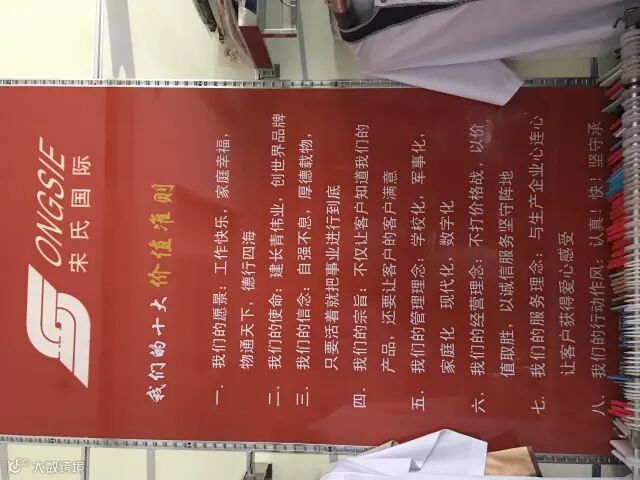 ONGSIE
宋氏国际
我们的十大价值准则
一．我们的愿景：工作快乐，家庭幸福，
物通天下，德行四海
二．我们的使命：建长青伟业，创世界品牌
三．我们的信念：自强不息，厚德载物，
只要活着就把事业进行到底
四．我们的宗旨：不仅让客户知道我们的
产品，还要让客户的客户满意
五．我们的管理理念：学校化，军事化，
家庭化 现代化，数字化
六．我们的经营理念：不打价格战，以价
值取胜，以诚信服务坚守阵地
七．我们的服务理念：与生产企业心连心
让客户获得爱心感受
八．我们的行动作风：认真！快！坚守承
大数跨境